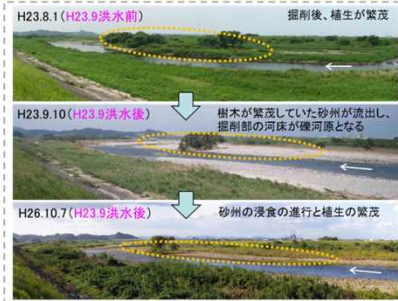 H23.8.1(H23.9洪水前)
掘削後、植生が繁茂
H23.9.10(H23.9洪水後)
樹木が繁茂していた砂州が流出し、
掘削部の河床が礫河原となる
H26.10.7(H23.9洪水後)
砂州の浸食の進行と植生の繁茂